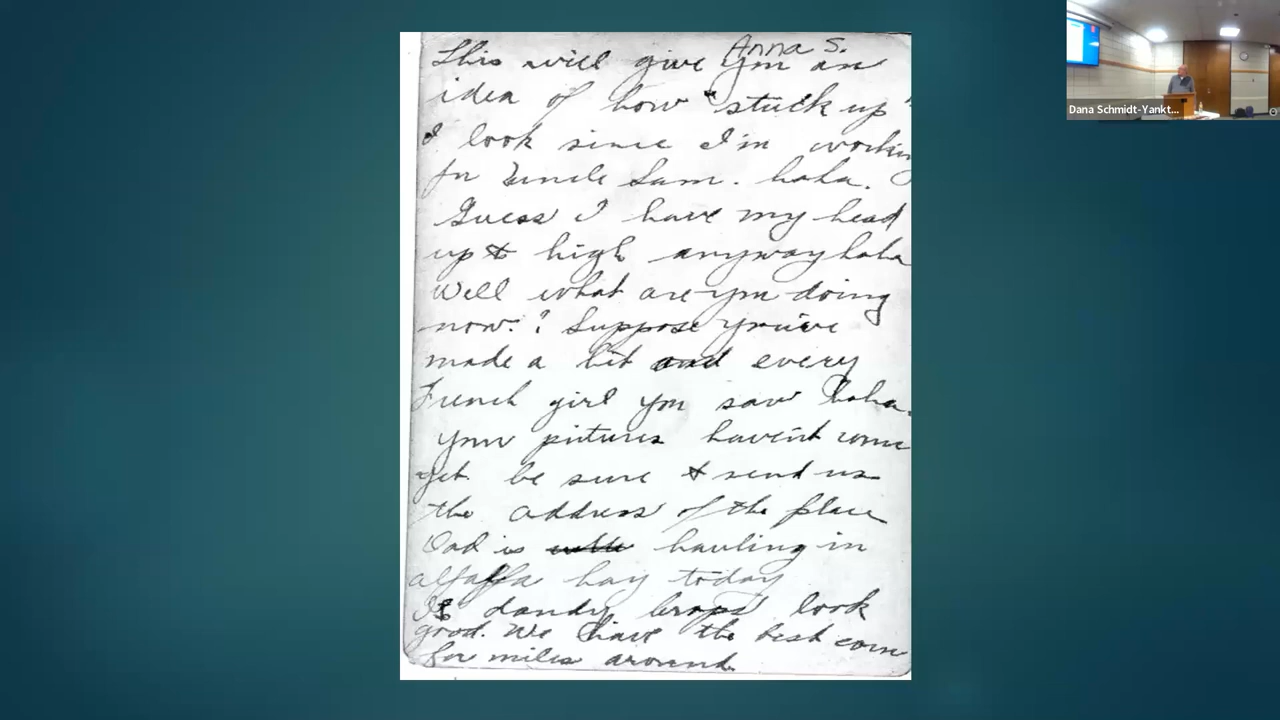 Anna S.
This will give you an
idea of how "stuck up"
I look since I'm working
for Uncle Sam. haha.
Guess I have my head
up & high anyway haha
Well what are you doing
now? Suppose you've
made a hit and every
French girl you saw haha.
Your pictures haven't come
yet. be sure & send us
the address of the place
Dad is hauling in
alfalfa hay today
Is dandy crops look
good. We have the best corn
for miles around.
Dana Schmidt-Yankt...